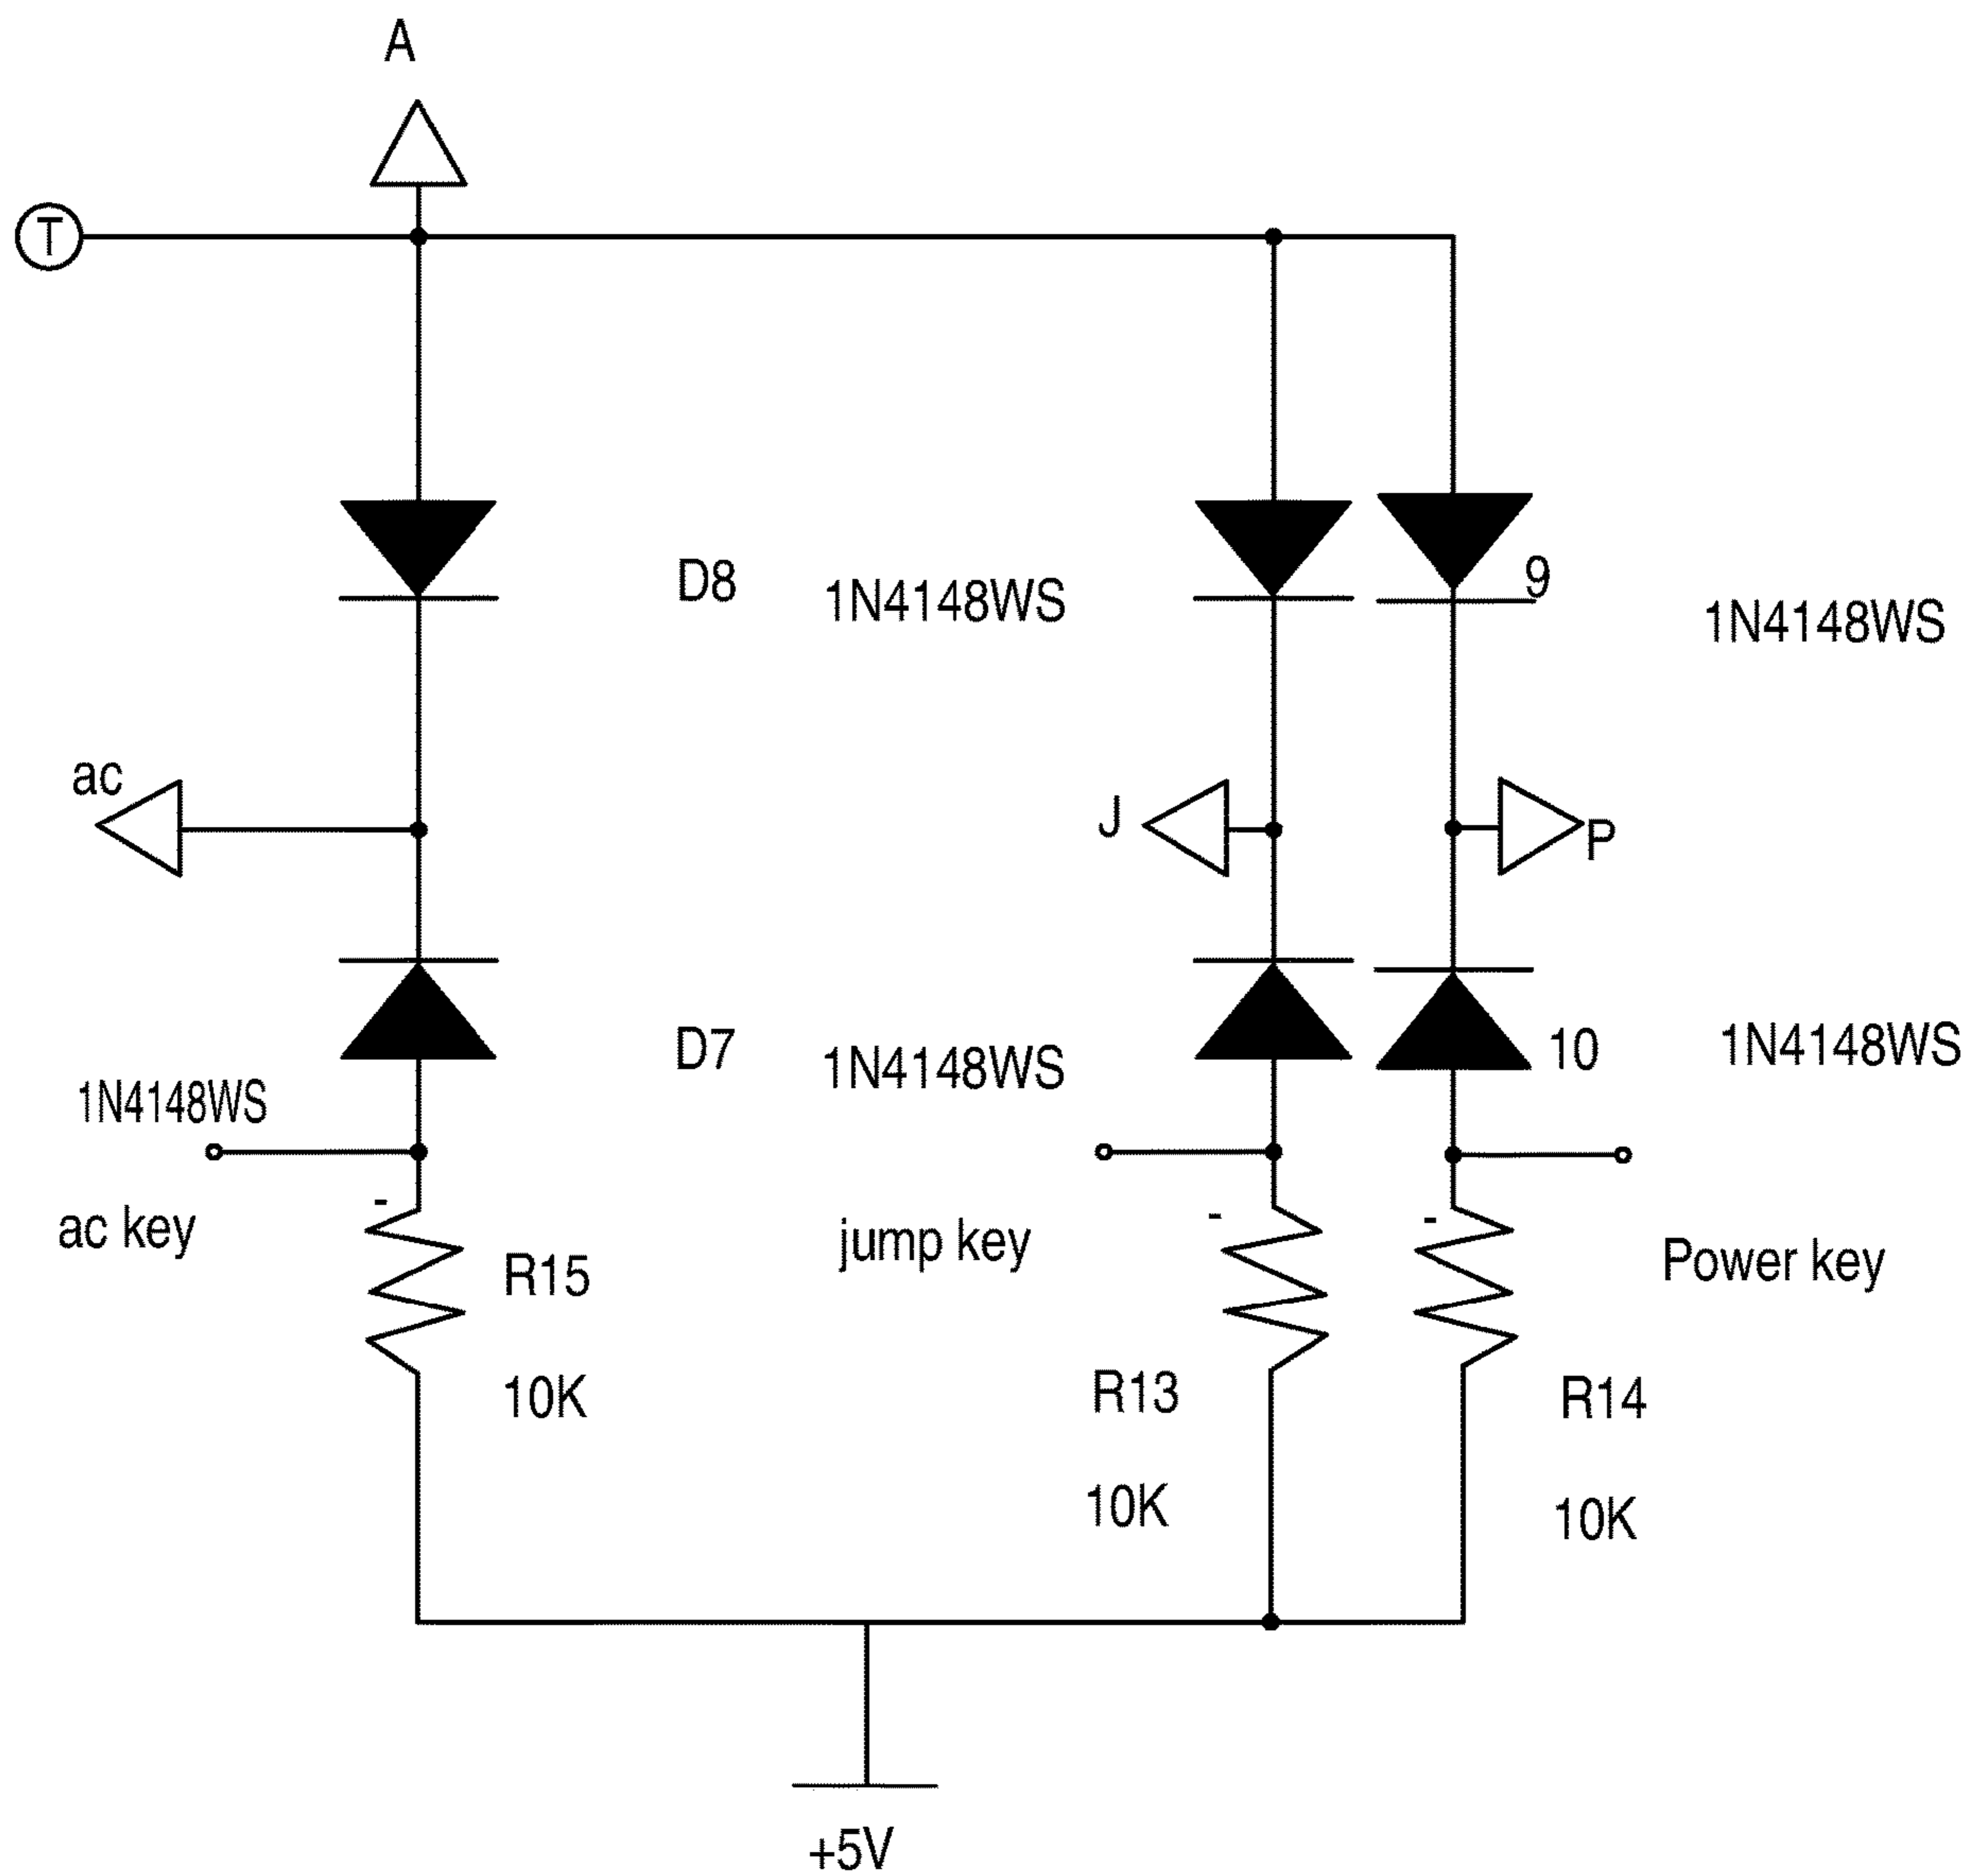 A
T
D8
1N4148WS
9
1N4148WS
ac
J
P
D7
1N4148WS
10
1N4148WS
1N4148WS
ac key
-
R15
10K
jump key
-
R13
10K
-
Power key
R14
10K
+5V